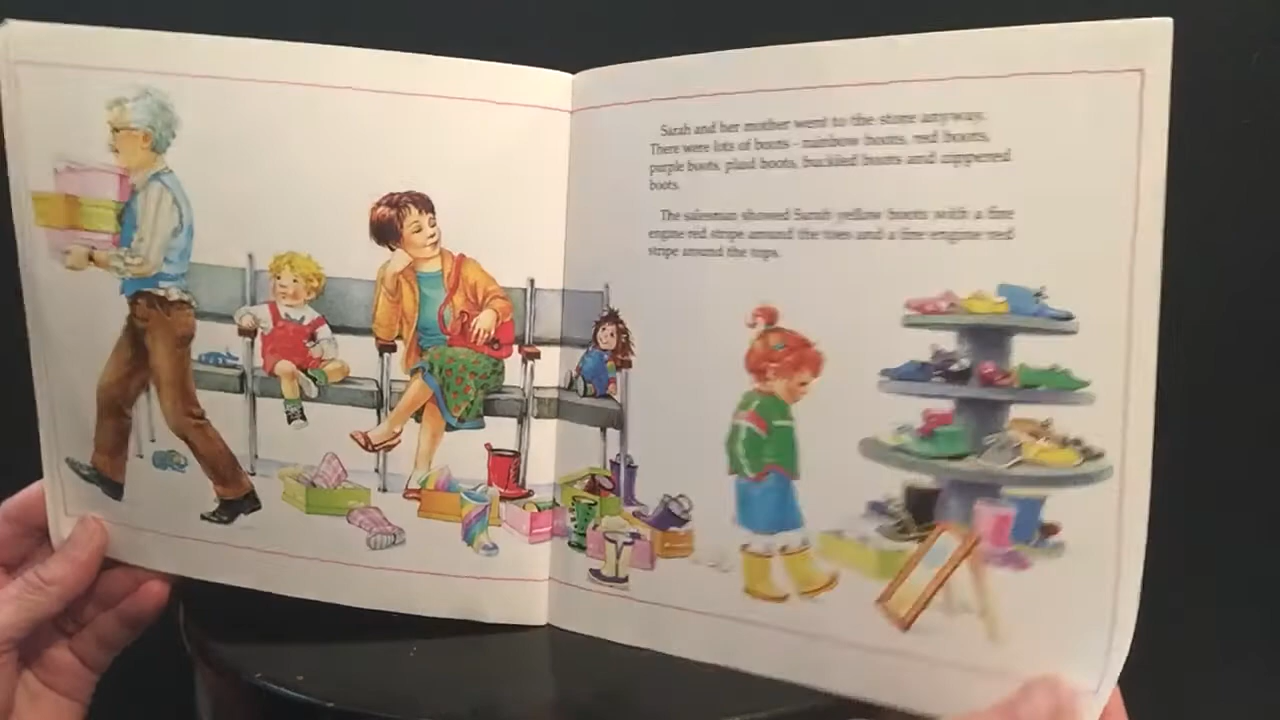 Sarah and her mother went to the store anyway.
There were lots of boots - rainbow boots, red boots,
purple boots, plaid boots, buckled boots and zippered
boots.
The salesman showed Sarah yellow boots with a fire
engine red stripe around the toes and a fire engine red
stripe around the tops.